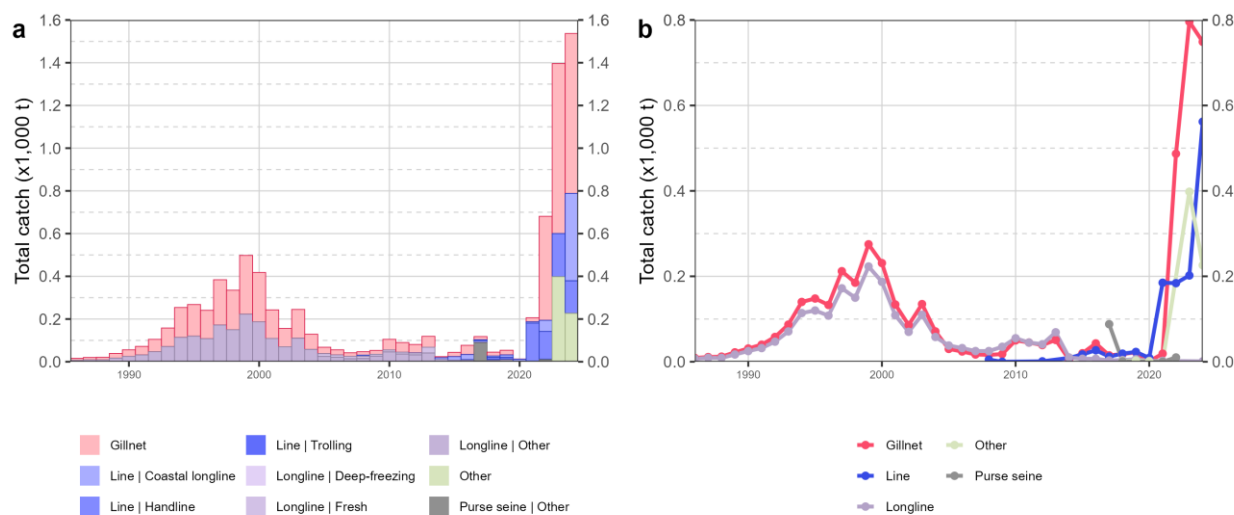 a
Total catch (x1,000 t)
1.6
1.4
1.2
1.0
0.8
0.6
0.4
0.2
0.0
1.6
1.4
1.2
1.0
0.8
0.6
0.4
0.2
0.0
1990
2000
2010
2020
Gillnet
Line | Coastal longline
Line | Handline
Line | Trolling
Longline | Deep-freezing
Longline | Fresh
Longline | Other
Other
Purse seine | Other
b
Total catch (x1,000 t)
0.8
0.6
0.4
0.2
0.0
0.8
0.6
0.4
0.2
0.0
1990
2000
2010
2020
Gillnet
Line
Longline
Other
Purse seine